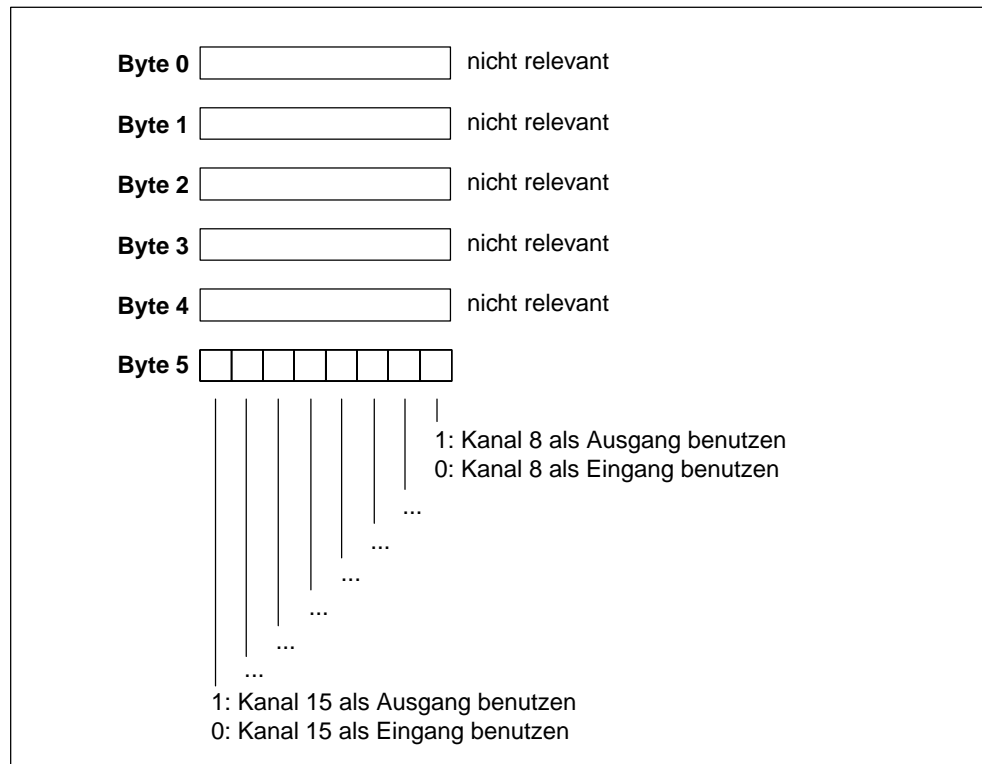 Byte 0 nicht relevant
Byte 1 nicht relevant
Byte 2 nicht relevant
Byte 3 nicht relevant
Byte 4 nicht relevant
Byte 5
1: Kanal 8 als Ausgang benutzen
0: Kanal 8 als Eingang benutzen
...
...
...
...
...
...
1: Kanal 15 als Ausgang benutzen
0: Kanal 15 als Eingang benutzen